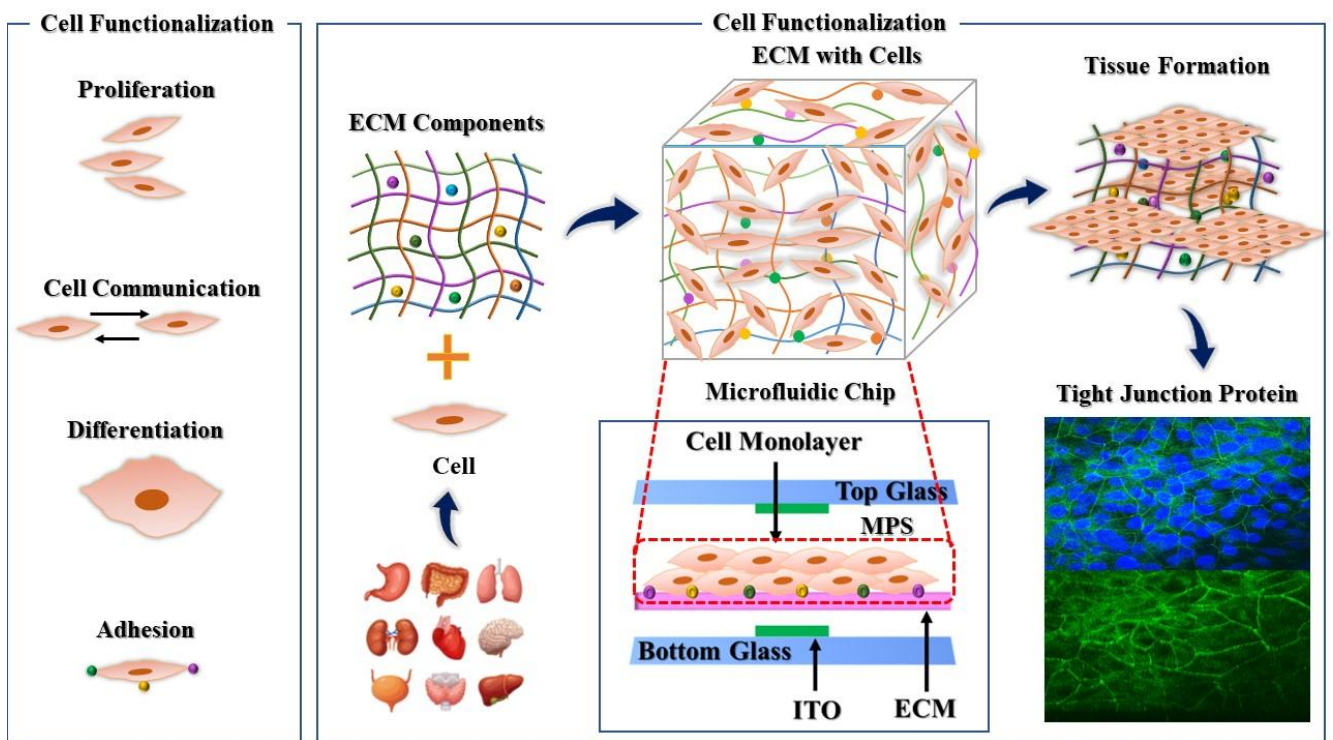 Cell Functionalization
Proliferation
Cell Communication
Differentiation
Adhesion
Cell Functionalization
ECM Components
Cell
ECM with Cells
Tissue Formation
Microfluidic Chip
Cell Monolayer
Top Glass
MPS
Bottom Glass
ITO
ECM
Tight Junction Protein